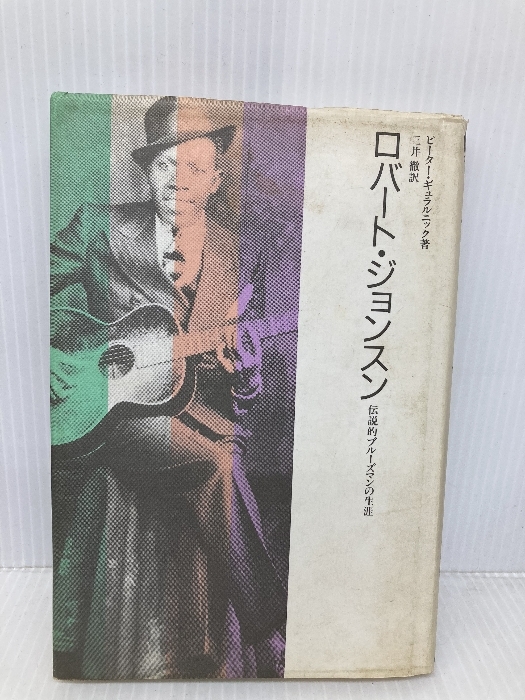 ピーター・ギュラルニック著
三井 徹訳
ロバート・ジョンスン
伝説的ブルーズマンの生涯